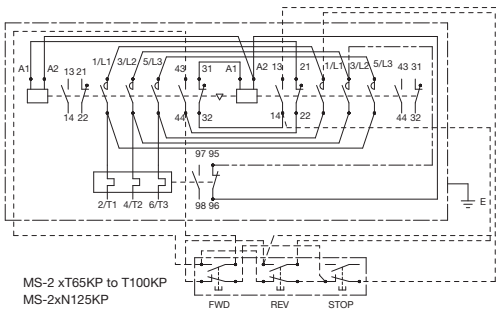 1/L1 3/L2 5/L3 43 31 A1 A2 13 21 1/L1 3/L2 5/L3 43 31
A1 A2 13 21
14 22 44 32 14 22 44 32
97 95
2/T1 4/T2 6/T3 98 96
E
MS-2 xT65KP to T100KP
MS-2xN125KP
FWD REV STOP